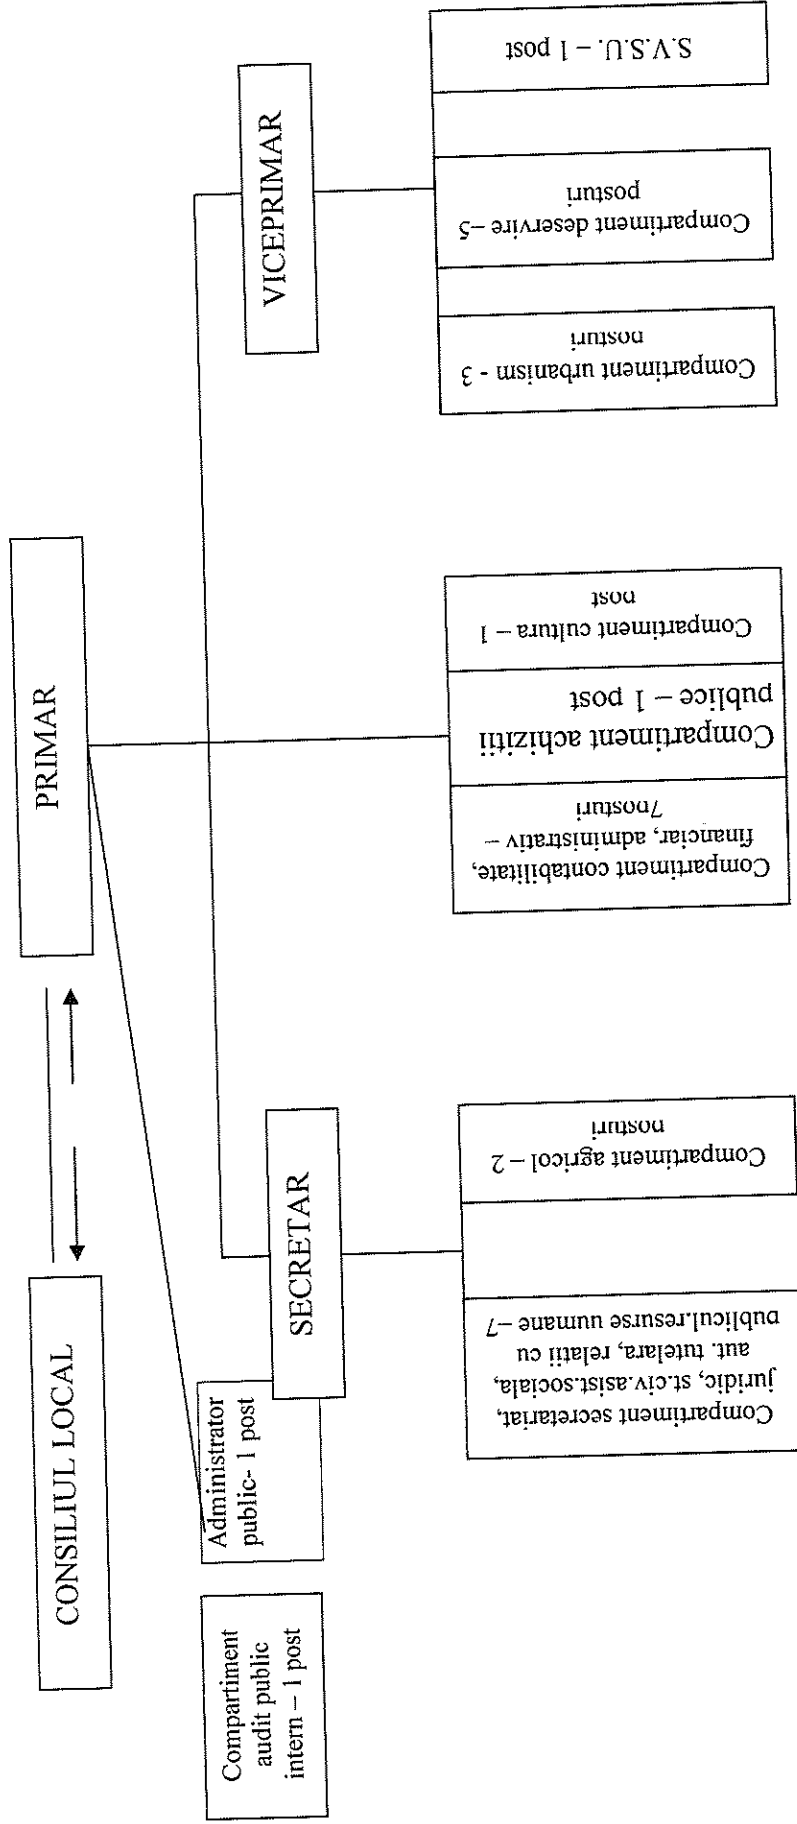 CONSILIUL LOCAL
PRIMAR
Compartiment
audit public
intern – 1 post
Administrator
public- 1 post
SECRETAR
VICEPRIMAR
Compartiment secretariat,
juridic, st.civ.asist.sociala,
aut. tutelara, relatii cu
publicul.resurse uumane –7
Compartiment agricol – 2
posturi
Compartiment contabilitate,
financiar, administrativ –
7posturi
Compartiment achizitii
publice – 1 post
Compartiment cultura – 1
post
Compartiment urbanism - 3
posturi
Compartiment deservire –5
posturi
S.V.S.U. – 1 post